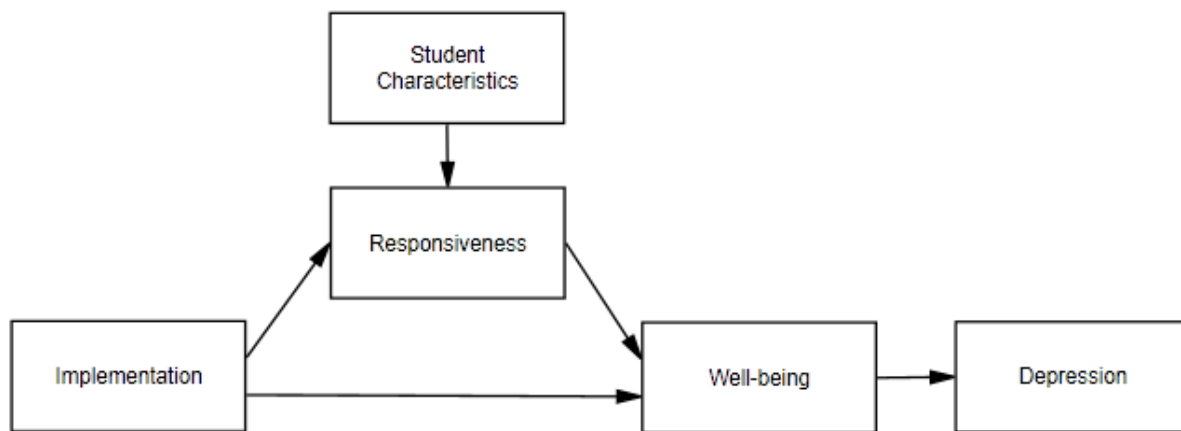 Student
Characteristics
Responsiveness
Implementation
Well-being
Depression